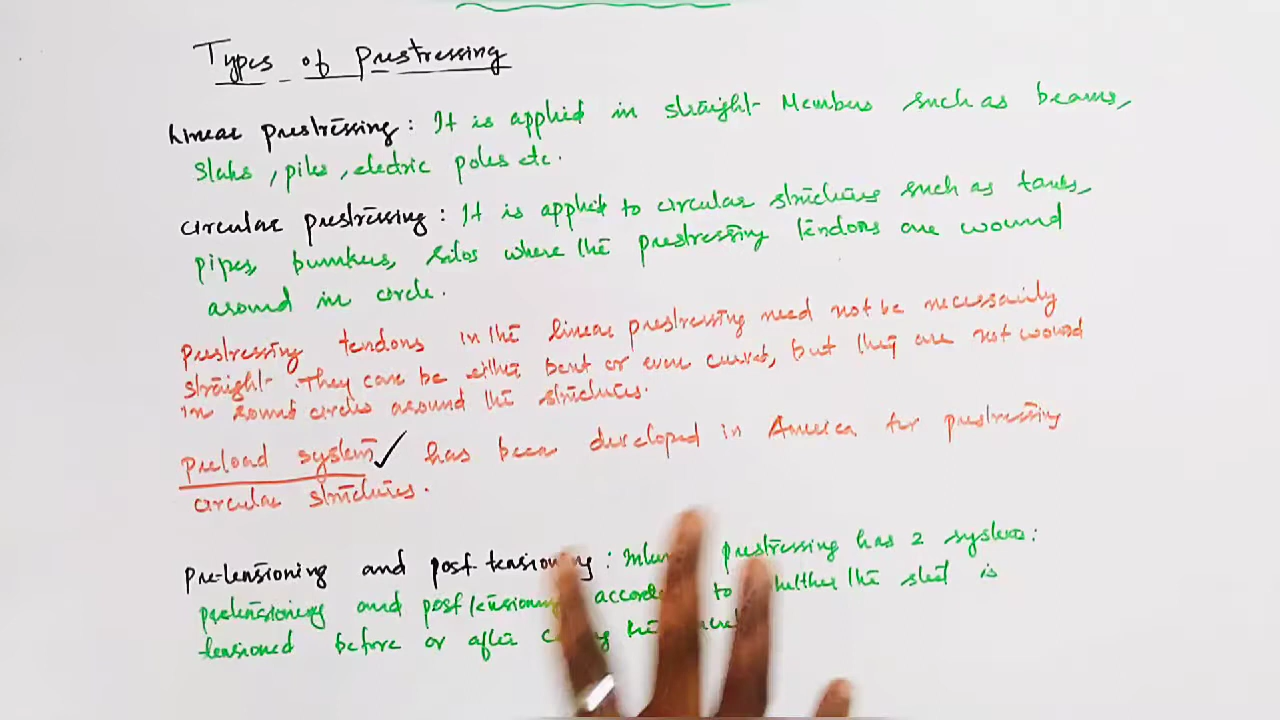 Types of Prestressing
Linear prestressing : It is applied in straight Members such as beams,
Slabs, piles, electric poles etc.
Circular prestressing : It is applied to circular structures such as tanks,
pipes, bunkers, silos where the prestressing tendons are wound
around in circle.
Prestressing tendons in the linear prestressing need not be necessarily
straight. They can be either bent or even curved, but they are not wound
in round circles around the structures.
Preload system ✓ has been developed in America for prestressing
circular structures.
Pre-tensioning and post-tensioning : prestressing has 2 systems:
pretensioning and post tensioning to whether the steel is
tensioned before or after the